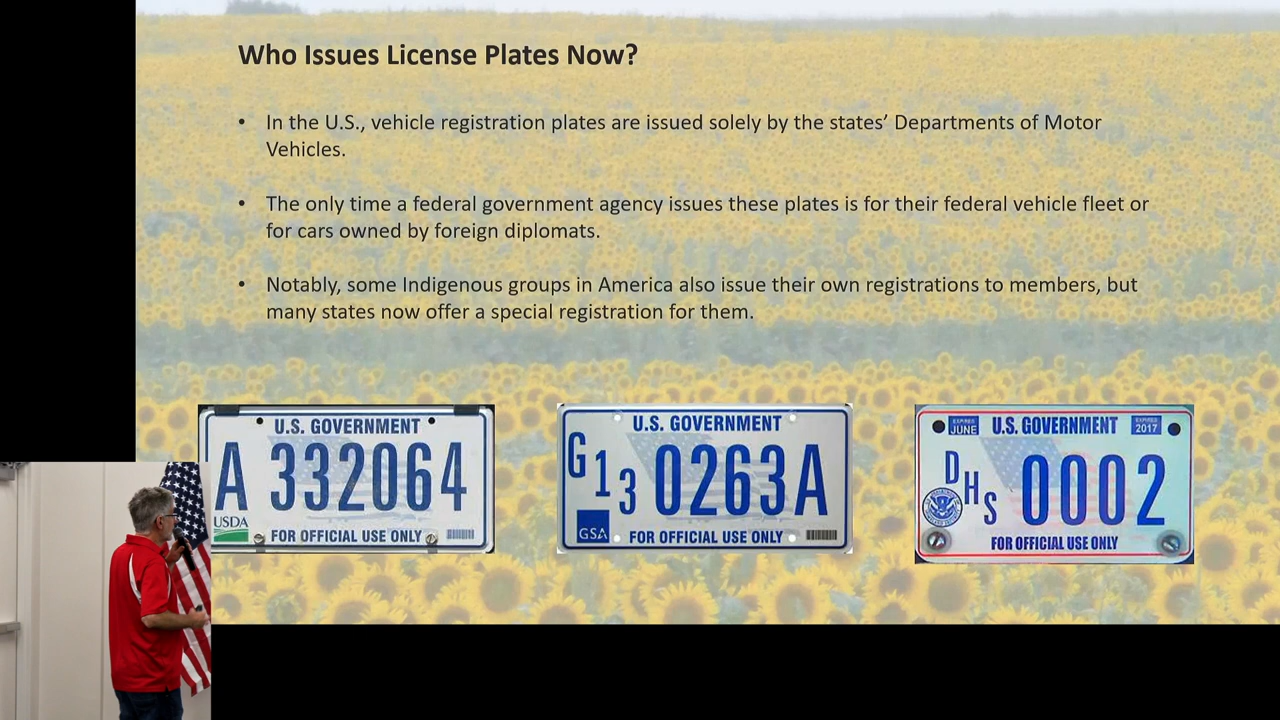 Who Issues License Plates Now?
• In the U.S., vehicle registration plates are issued solely by the states’ Departments of Motor
Vehicles.
• The only time a federal government agency issues these plates is for their federal vehicle fleet or
for cars owned by foreign diplomats.
• Notably, some Indigenous groups in America also issue their own registrations to members, but
many states now offer a special registration for them.
U.S. GOVERNMENT
A 332064
USDA
FOR OFFICIAL USE ONLY
U.S. GOVERNMENT
G13 0263A
GSA
FOR OFFICIAL USE ONLY
EXPIRES JUNE
U.S. GOVERNMENT
EXPIRES 2017
DHS 0002
FOR OFFICIAL USE ONLY